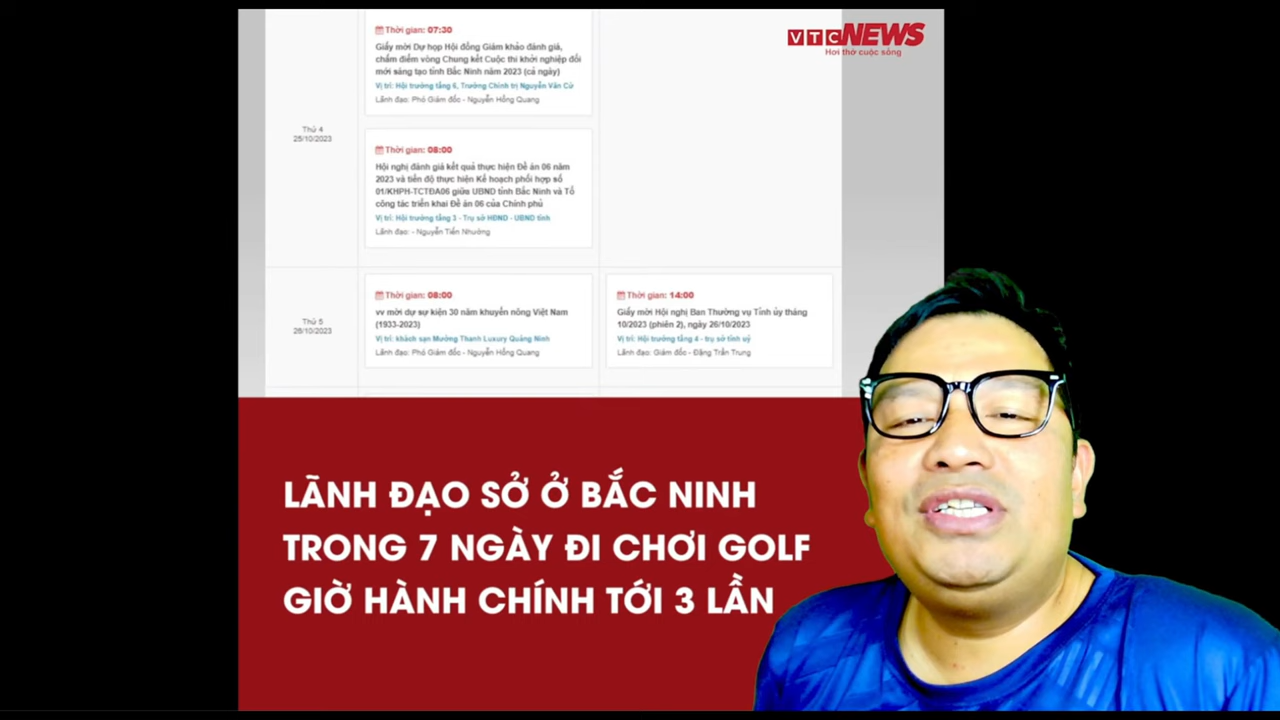 VTC NEWS
Hơi thở cuộc sống
Thời gian: 07:30
Giấy mời Dự họp Hội đồng Giám khảo đánh giá,
chấm điểm vòng Chung kết Cuộc thi khởi nghiệp đổi
mới sáng tạo tỉnh Bắc Ninh năm 2023 (cả ngày)
Vị trí: Hội trường tầng 6, Trường Chính trị Nguyễn Văn Cừ
Lãnh đạo: Phó Giám đốc - Nguyễn Hồng Quang
Thứ 4
25/10/2023
Thời gian: 08:00
Hội nghị đánh giá kết quả thực hiện Đề án 06 năm
2023 và tiến độ thực hiện Kế hoạch phối hợp số
01/KHPH-TCTĐA06 giữa UBND tỉnh Bắc Ninh và Tổ
công tác triển khai Đề án 06 của Chính phủ
Vị trí: Hội trường tầng 3 - Trụ sở HĐND - UBND tỉnh
Lãnh đạo: - Nguyễn Tiến Nhường
Thứ 5
26/10/2023
Thời gian: 08:00
vv mời dự sự kiện 30 năm khuyến nông Việt Nam
(1933-2023)
Vị trí: khách sạn Mường Thanh Luxury Quảng Ninh
Lãnh đạo: Phó Giám đốc - Nguyễn Hồng Quang
Thời gian: 14:00
Giấy mời Hội nghị Ban Thường vụ Tỉnh ủy tháng
10/2023 (phiên 2), ngày 26/10/2023
Vị trí: Hội trường tầng 4 - trụ sở tỉnh uỷ
Lãnh đạo: Giám đốc - Đặng Trần Trung
LÃNH ĐẠO SỞ Ở BẮC NINH
TRONG 7 NGÀY ĐI CHƠI GOLF
GIỜ HÀNH CHÍNH TỚI 3 LẦN